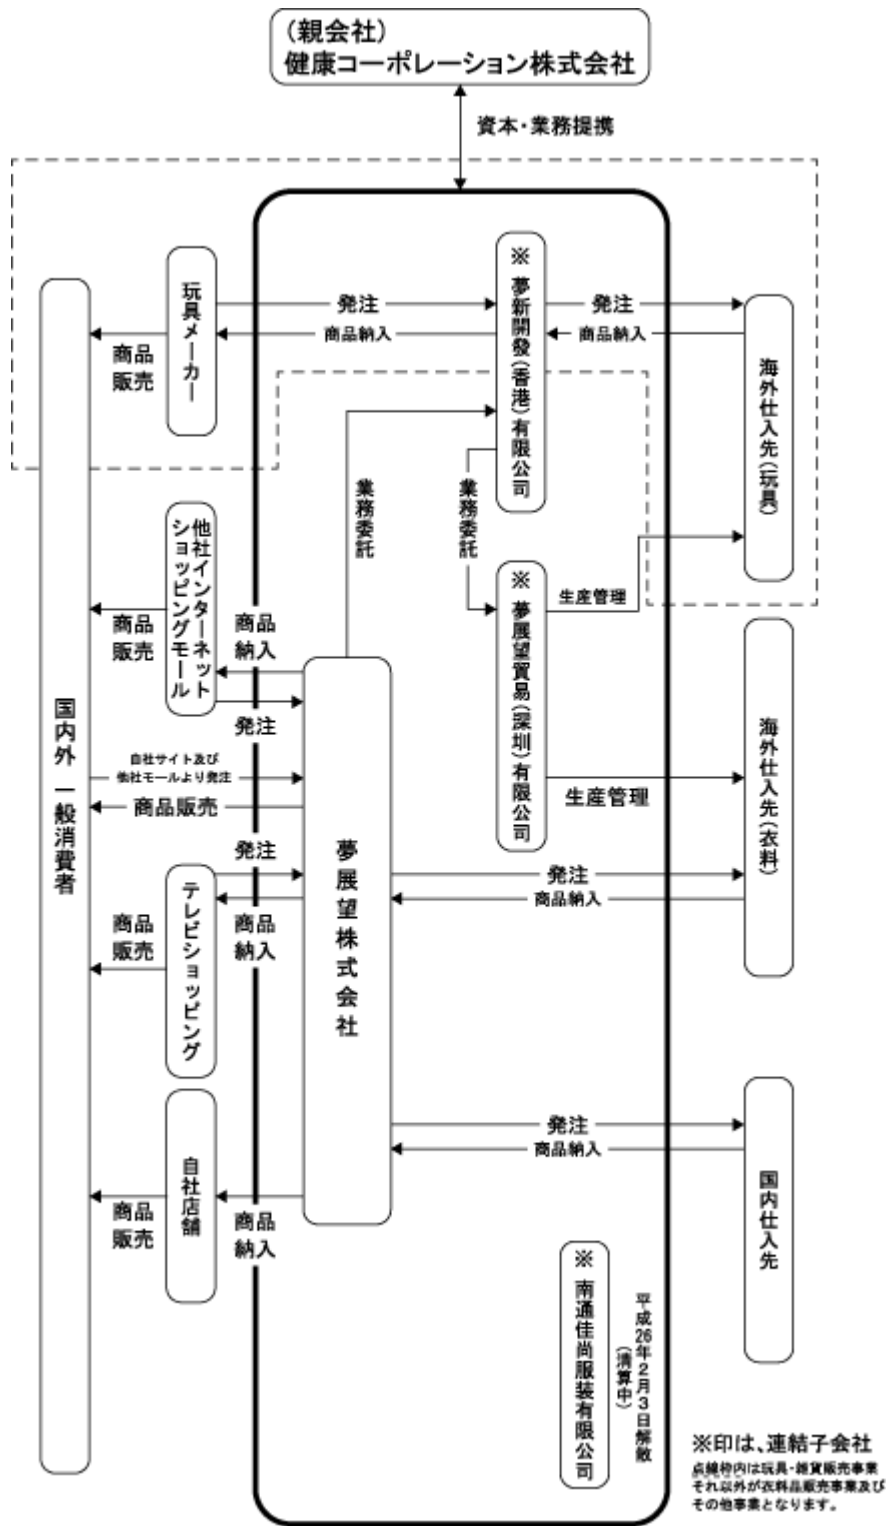 (親会社)
健康コーポレーション株式会社
資本・業務提携
国内外 一般消費者
玩具メーカー
商品
販売
発注
商品納入
※ 夢新開發(香港)有限公司
発注
商品納入
海外仕入先(玩具)
業務委託
業務委託
他社インターネット
ショッピングモール
商品
販売
商品
納入
発注
※ 夢展望貿易(深圳)有限公司
生産管理
生産管理
海外仕入先(衣料)
自社サイト及び
他社モールより発注
商品販売
夢展望株式会社
発注
テレビショッピング
商品
販売
商品
納入
発注
商品納入
自社店舗
商品
販売
商品
納入
発注
商品納入
国内仕入先
※ 南通佳尚服装有限公司
平成26年2月3日解散
(清算中)
※印は、連結子会社
点線枠内は玩具・雑貨販売事業
それ以外が衣料品販売事業及び
その他事業となります。